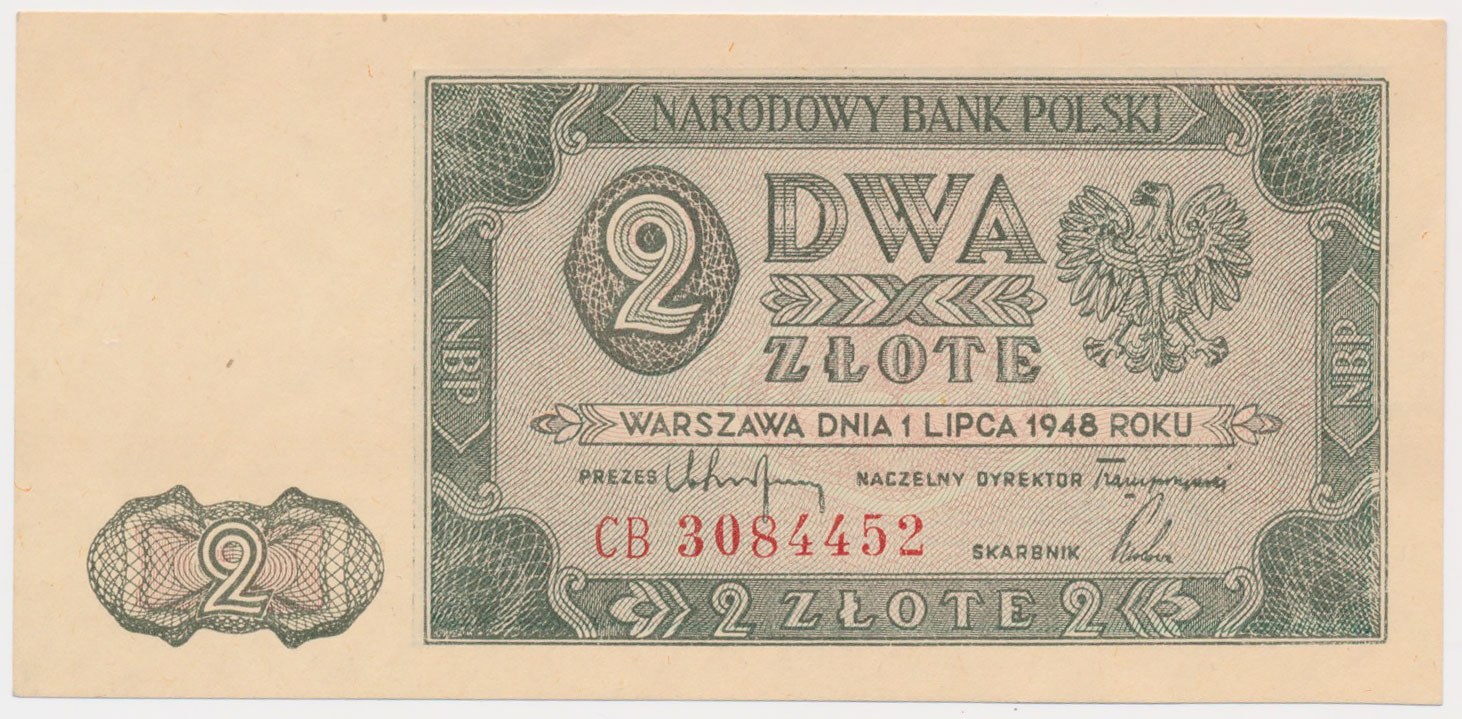 NARODOWY BANK POLSKI
2
DWA
ZŁOTE
NBP
NBP
WARSZAWA DNIA 1 LIPCA 1948 ROKU
PREZES NACZELNY DYREKTOR
CB 3084452
SKARBNIK
2
2 ZŁOTE 2